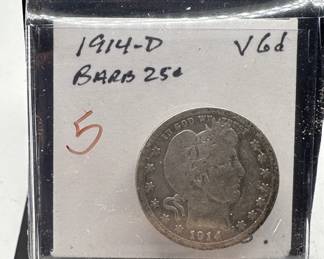 1914-D VGd
BARB 25¢
5
IN GOD WE TRUST
1914